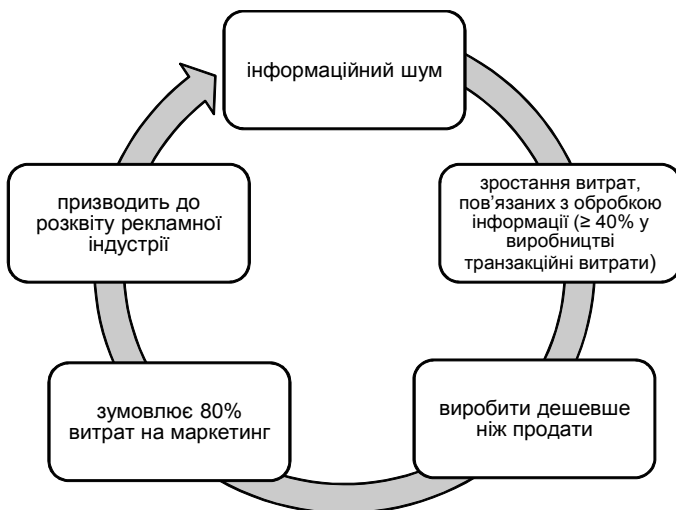 інформаційний шум
зростання витрат,
пов’язаних з обробкою
інформації (≥ 40% у
виробництві
транзакційні витрати)
виробити дешевше
ніж продати
зумовлює 80%
витрат на маркетинг
призводить до
розквіту рекламної
індустрії